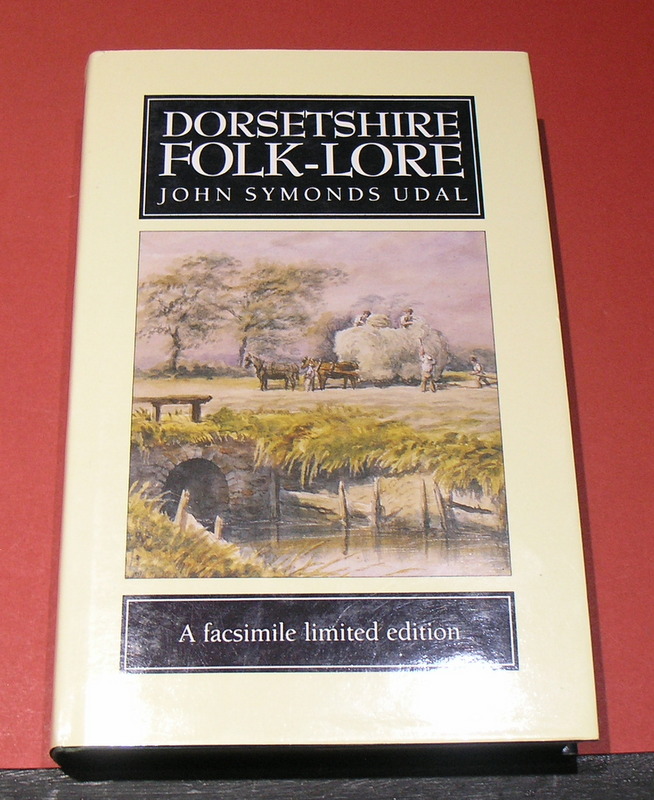 DORSETSHIRE
FOLK-LORE
JOHN SYMONDS UDAL
A facsimile limited edition